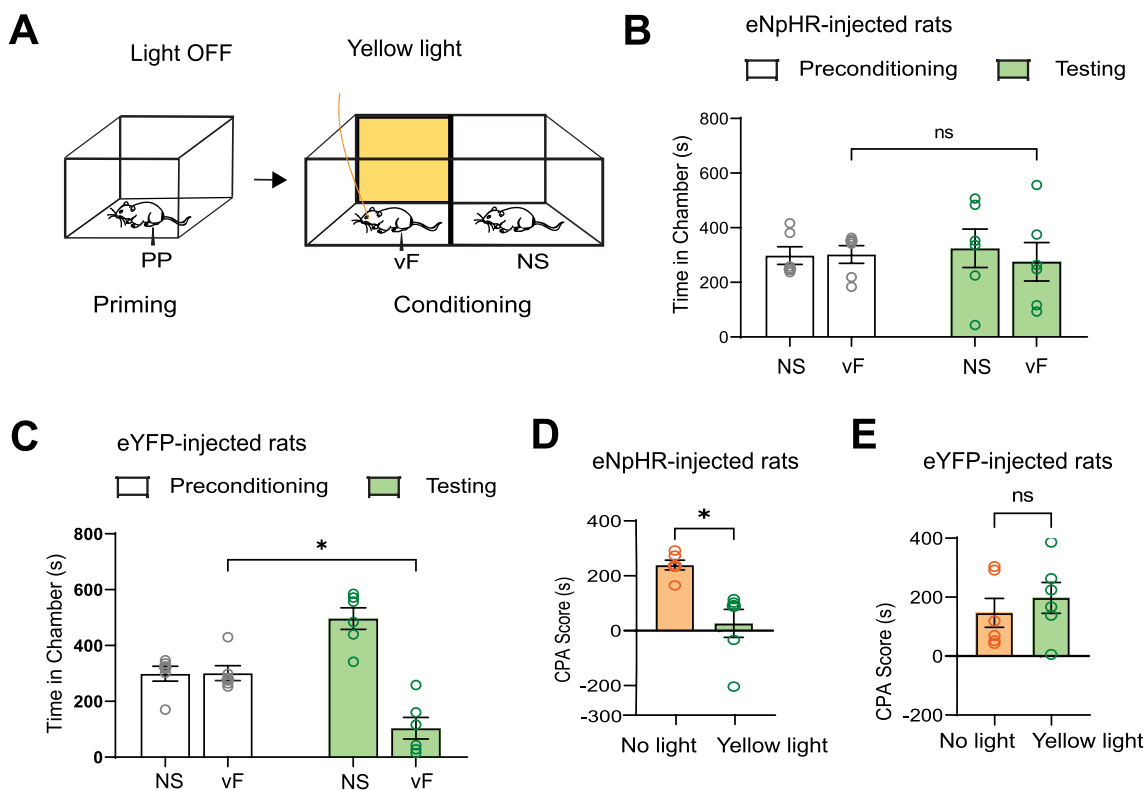 A
Light OFF
Yellow light
PP
vF
NS
Priming
Conditioning
B
eNpHR-injected rats
Preconditioning
Testing
Time in Chamber (s)
800
600
400
200
0
ns
NS
vF
NS
vF
C
eYFP-injected rats
Preconditioning
Testing
Time in Chamber (s)
800
600
400
200
0
*
NS
vF
NS
vF
D
eNpHR-injected rats
CPA Score (s)
400
200
0
-200
-300
*
No light
Yellow light
E
eYFP-injected rats
CPA Score (s)
400
200
0
-200
ns
No light
Yellow light